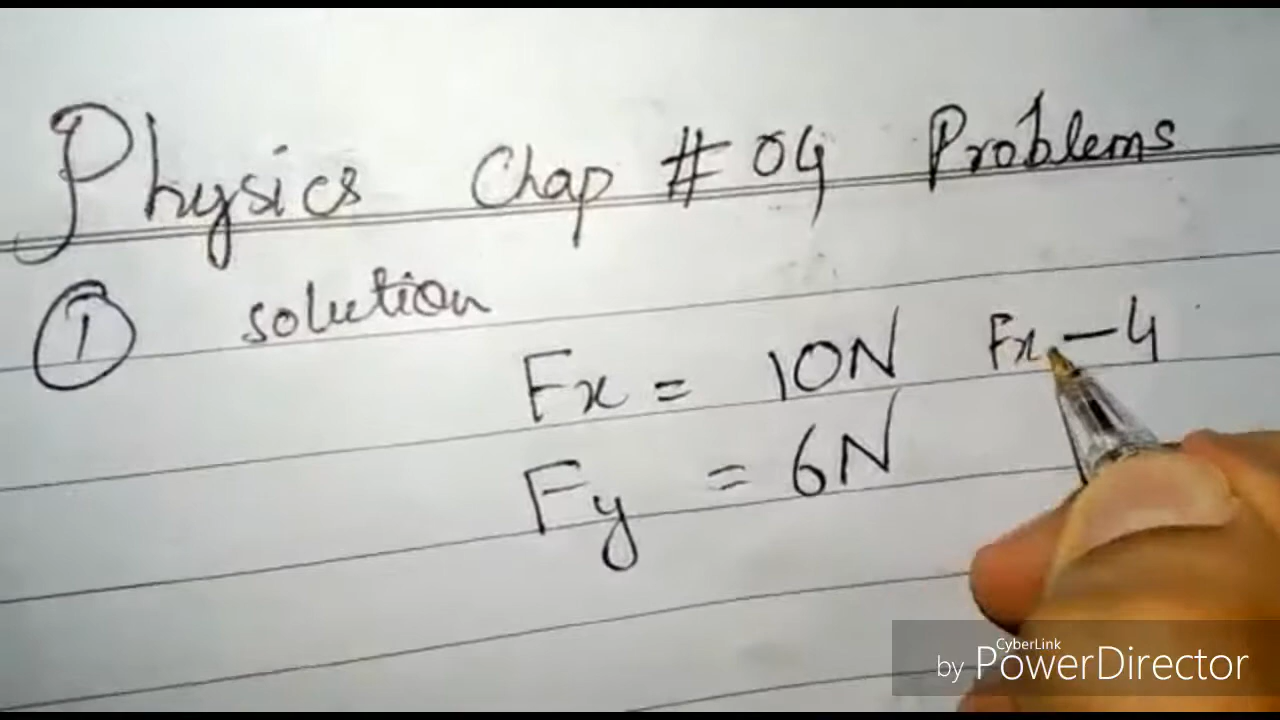 Physics Chap # 04 Problems
① solution
Fx = 10N Fx - 4
Fy = 6N
CyberLink
by PowerDirector